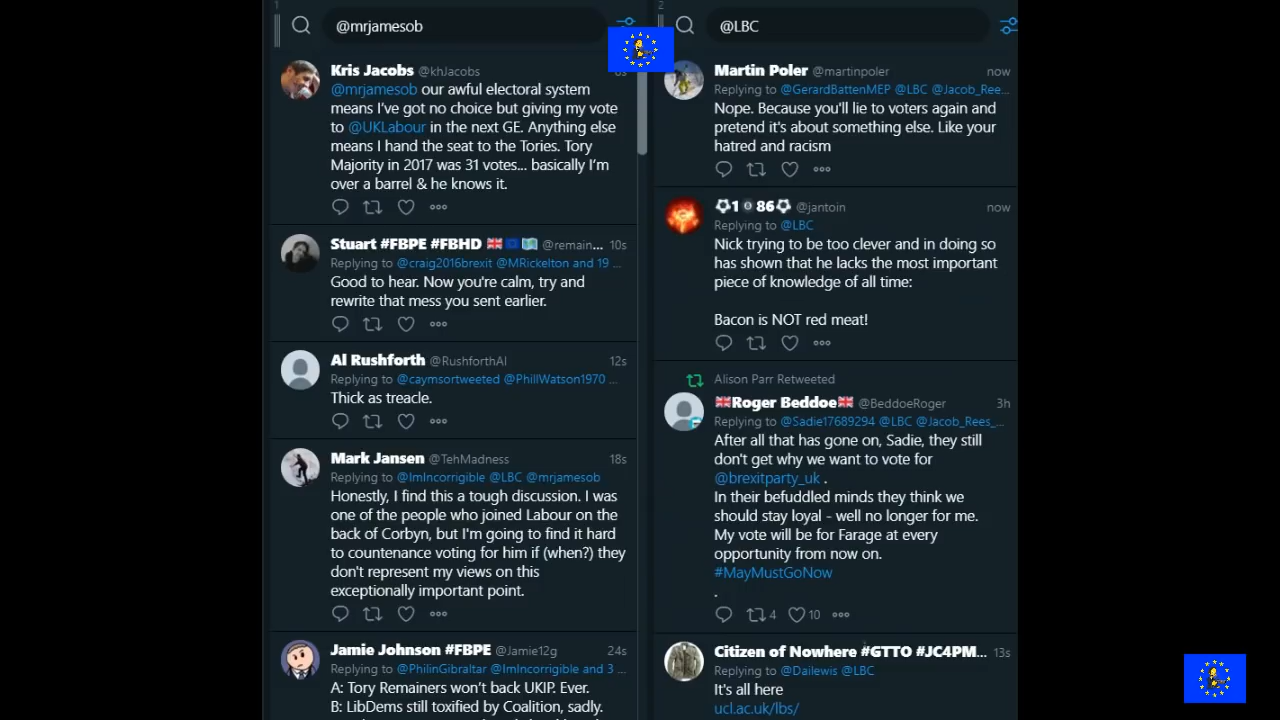 1
@mrjamesob
Kris Jacobs @khJacobs
@mrjamesob our awful electoral system
means I've got no choice but giving my vote
to @UKLabour in the next GE. Anything else
means I hand the seat to the Tories. Tory
Majority in 2017 was 31 votes... basically I'm
over a barrel & he knows it.
Stuart #FBPE #FBHD 🇬🇧🇪🇺 @remain... 10s
Replying to @craig2016brexit @MRickelton and 19 ...
Good to hear. Now you're calm, try and
rewrite that mess you sent earlier.
Al Rushforth @RushforthAl 12s
Replying to @caymsortweeted @PhillWatson1970 ...
Thick as treacle.
Mark Jansen @TehMadness 18s
Replying to @ImIncorrigible @LBC @mrjamesob
Honestly, I find this a tough discussion. I was
one of the people who joined Labour on the
back of Corbyn, but I'm going to find it hard
to countenance voting for him if (when?) they
don't represent my views on this
exceptionally important point.
Jamie Johnson #FBPE @Jamie12g 24s
Replying to @PhilinGibraltar @ImIncorrigible and 3 ...
A: Tory Remainers won't back UKIP. Ever.
B: LibDems still toxified by Coalition, sadly.
2
@LBC
Martin Poler @martinpoler now
Replying to @GerardBattenMEP @LBC @Jacob_Ree...
Nope. Because you'll lie to voters again and
pretend it's about something else. Like your
hatred and racism
⚽1 86⚽ @jantoin now
Replying to @LBC
Nick trying to be too clever and in doing so
has shown that he lacks the most important
piece of knowledge of all time:
Bacon is NOT red meat!
Alison Parr Retweeted
🇬🇧Roger Beddoe🇬🇧 @BeddoeRoger 3h
Replying to @Sadie17689294 @LBC @Jacob_Rees_...
After all that has gone on, Sadie, they still
don't get why we want to vote for
@brexitparty_uk .
In their befuddled minds they think we
should stay loyal - well no longer for me.
My vote will be for Farage at every
opportunity from now on.
#MayMustGoNow
.
4 10
Citizen of Nowhere #GTTO #JC4PM... 13s
Replying to @Dailewis @LBC
It's all here
ucl.ac.uk/lbs/